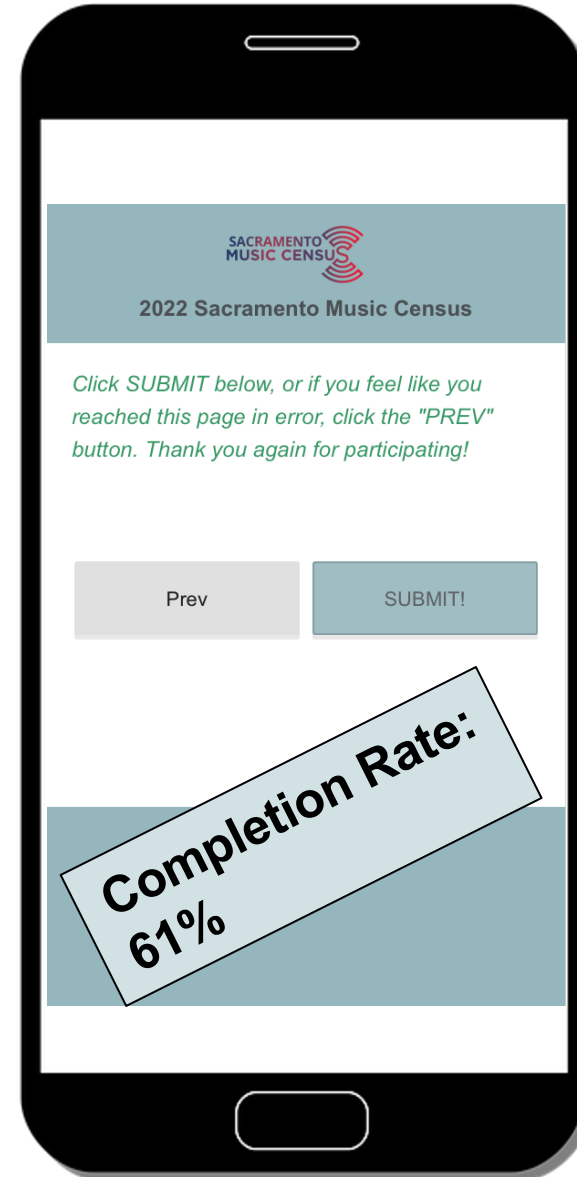 SACRAMENTO
MUSIC CENSUS
2022 Sacramento Music Census
Click SUBMIT below, or if you feel like you
reached this page in error, click the "PREV"
button. Thank you again for participating!
Prev
SUBMIT!
Completion Rate:
61%